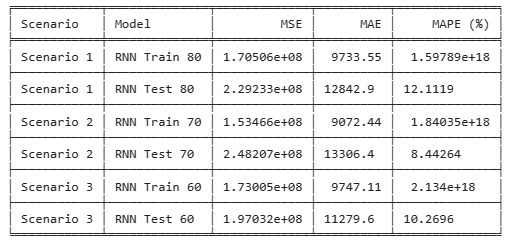 Scenario Model MSE MAE MAPE (%)
Scenario 1 RNN Train 80 1.70506e+08 9733.55 1.59789e+18
Scenario 1 RNN Test 80 2.29233e+08 12842.9 12.1119
Scenario 2 RNN Train 70 1.53466e+08 9072.44 1.84035e+18
Scenario 2 RNN Test 70 2.48207e+08 13306.4 8.44264
Scenario 3 RNN Train 60 1.73005e+08 9747.11 2.134e+18
Scenario 3 RNN Test 60 1.97032e+08 11279.6 10.2696